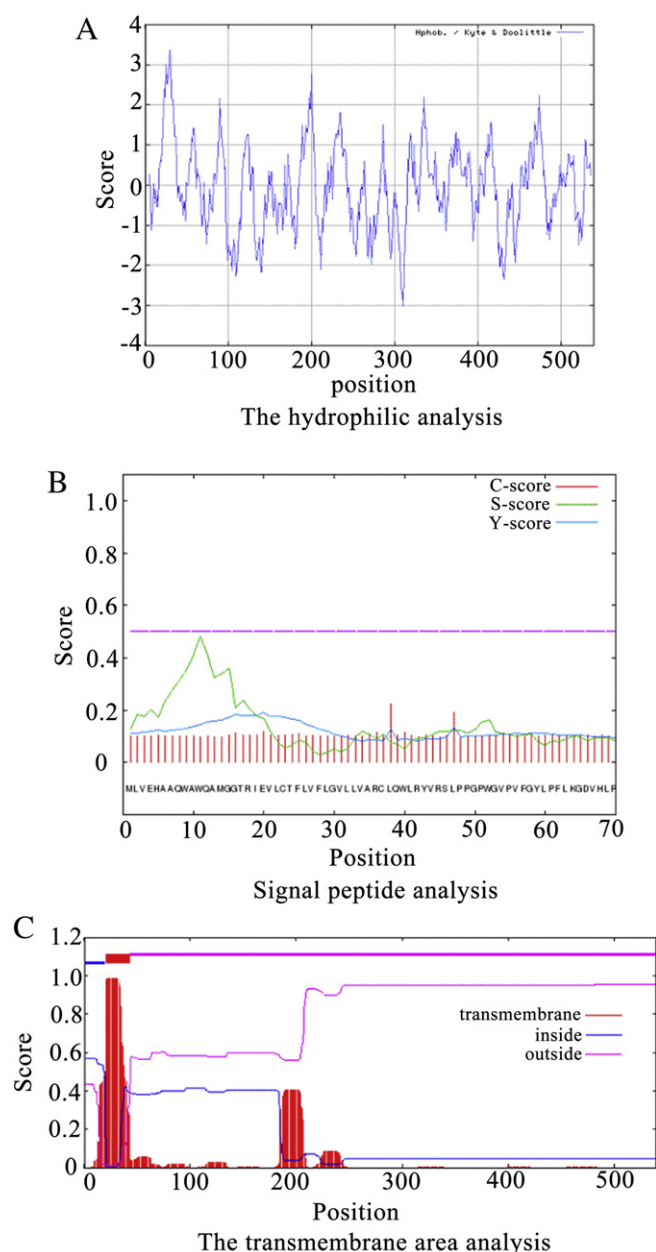 A
Hphob. / Kyte & Doolittle
4
3
2
1
0
-1
-2
-3
-4
Score
0 100 200 300 400 500
position
The hydrophilic analysis
B
C-score
S-score
Y-score
1.0
0.8
0.6
0.4
0.2
0
Score
MLVEHAAQWAWQAMGGTRIEVLCTFLVFLGVLLVARCLQWLRYVRSLPPGPWGVPVFGYLPFLKGDVHLR
0 10 20 30 40 50 60 70
Position
Signal peptide analysis
C
1.2
1.0
0.8
0.6
0.4
0.2
0
Score
transmembrane
inside
outside
0 100 200 300 400 500
Position
The transmembrane area analysis